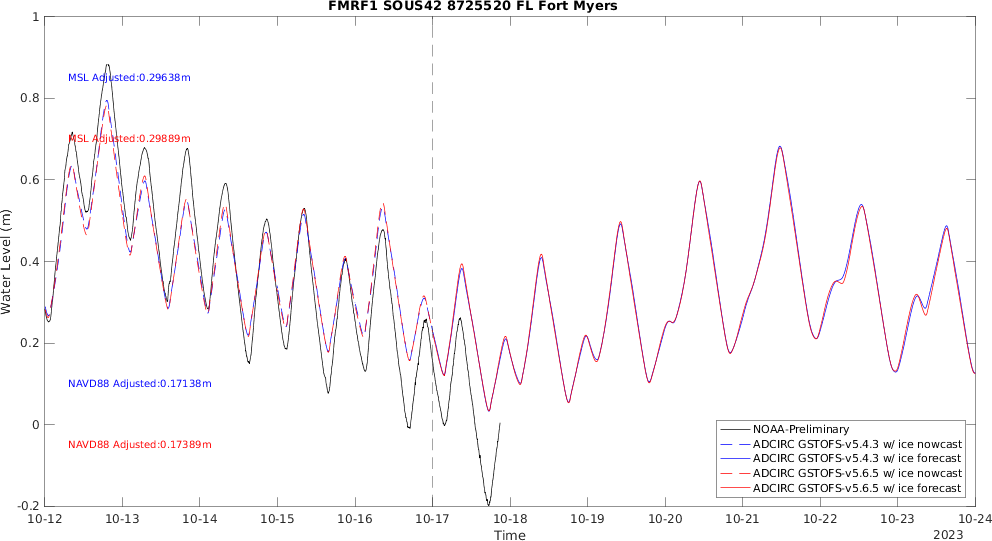 FMRF1 SOUS42 8725520 FL Fort Myers
1
0.8
0.6
0.4
0.2
0
-0.2
Water Level (m)
MSL Adjusted:0.29638m
MSL Adjusted:0.29889m
NAVD88 Adjusted:0.17138m
NAVD88 Adjusted:0.17389m
NOAA-Preliminary
ADCIRC GSTOFS-v5.4.3 w/ ice nowcast
ADCIRC GSTOFS-v5.4.3 w/ ice forecast
ADCIRC GSTOFS-v5.6.5 w/ ice nowcast
ADCIRC GSTOFS-v5.6.5 w/ ice forecast
10-12 10-13 10-14 10-15 10-16 10-17 10-18 10-19 10-20 10-21 10-22 10-23 10-24
Time
2023